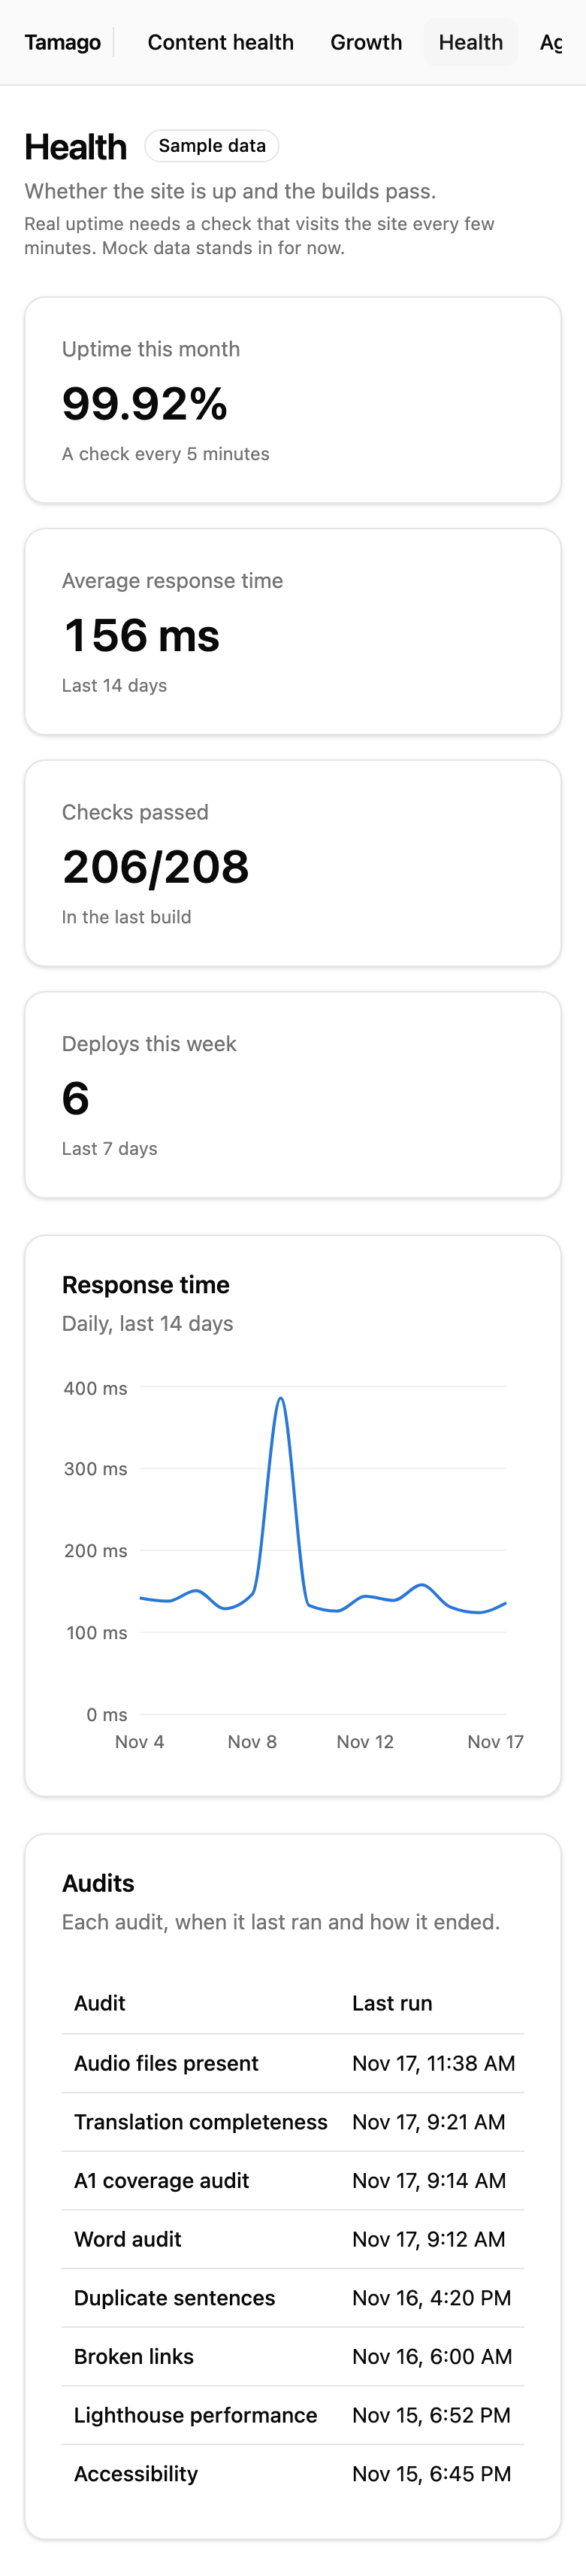 Tamago
Content health
Growth
Health
Ag
Health
Sample data
Whether the site is up and the builds pass.
Real uptime needs a check that visits the site every few
minutes. Mock data stands in for now.
Uptime this month
99.92%
A check every 5 minutes
Average response time
156 ms
Last 14 days
Checks passed
206/208
In the last build
Deploys this week
6
Last 7 days
Response time
Daily, last 14 days
400 ms
300 ms
200 ms
100 ms
0 ms
Nov 4 Nov 8 Nov 12 Nov 17
Audits
Each audit, when it last ran and how it ended.
Audit Last run
Audio files present Nov 17, 11:38 AM
Translation completeness Nov 17, 9:21 AM
A1 coverage audit Nov 17, 9:14 AM
Word audit Nov 17, 9:12 AM
Duplicate sentences Nov 16, 4:20 PM
Broken links Nov 16, 6:00 AM
Lighthouse performance Nov 15, 6:52 PM
Accessibility Nov 15, 6:45 PM